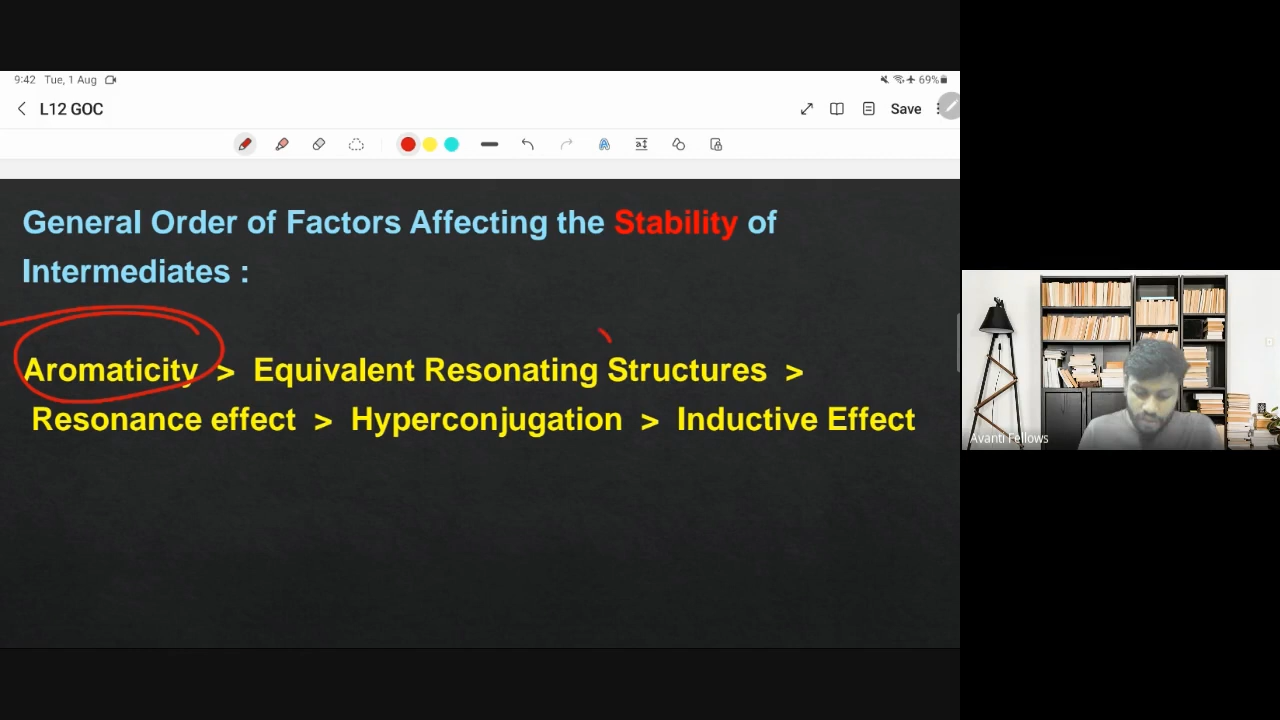 9:42 Tue, 1 Aug 69%
L12 GOC Save
General Order of Factors Affecting the Stability of
Intermediates :
Aromaticity > Equivalent Resonating Structures >
Resonance effect > Hyperconjugation > Inductive Effect
Avanti Fellows